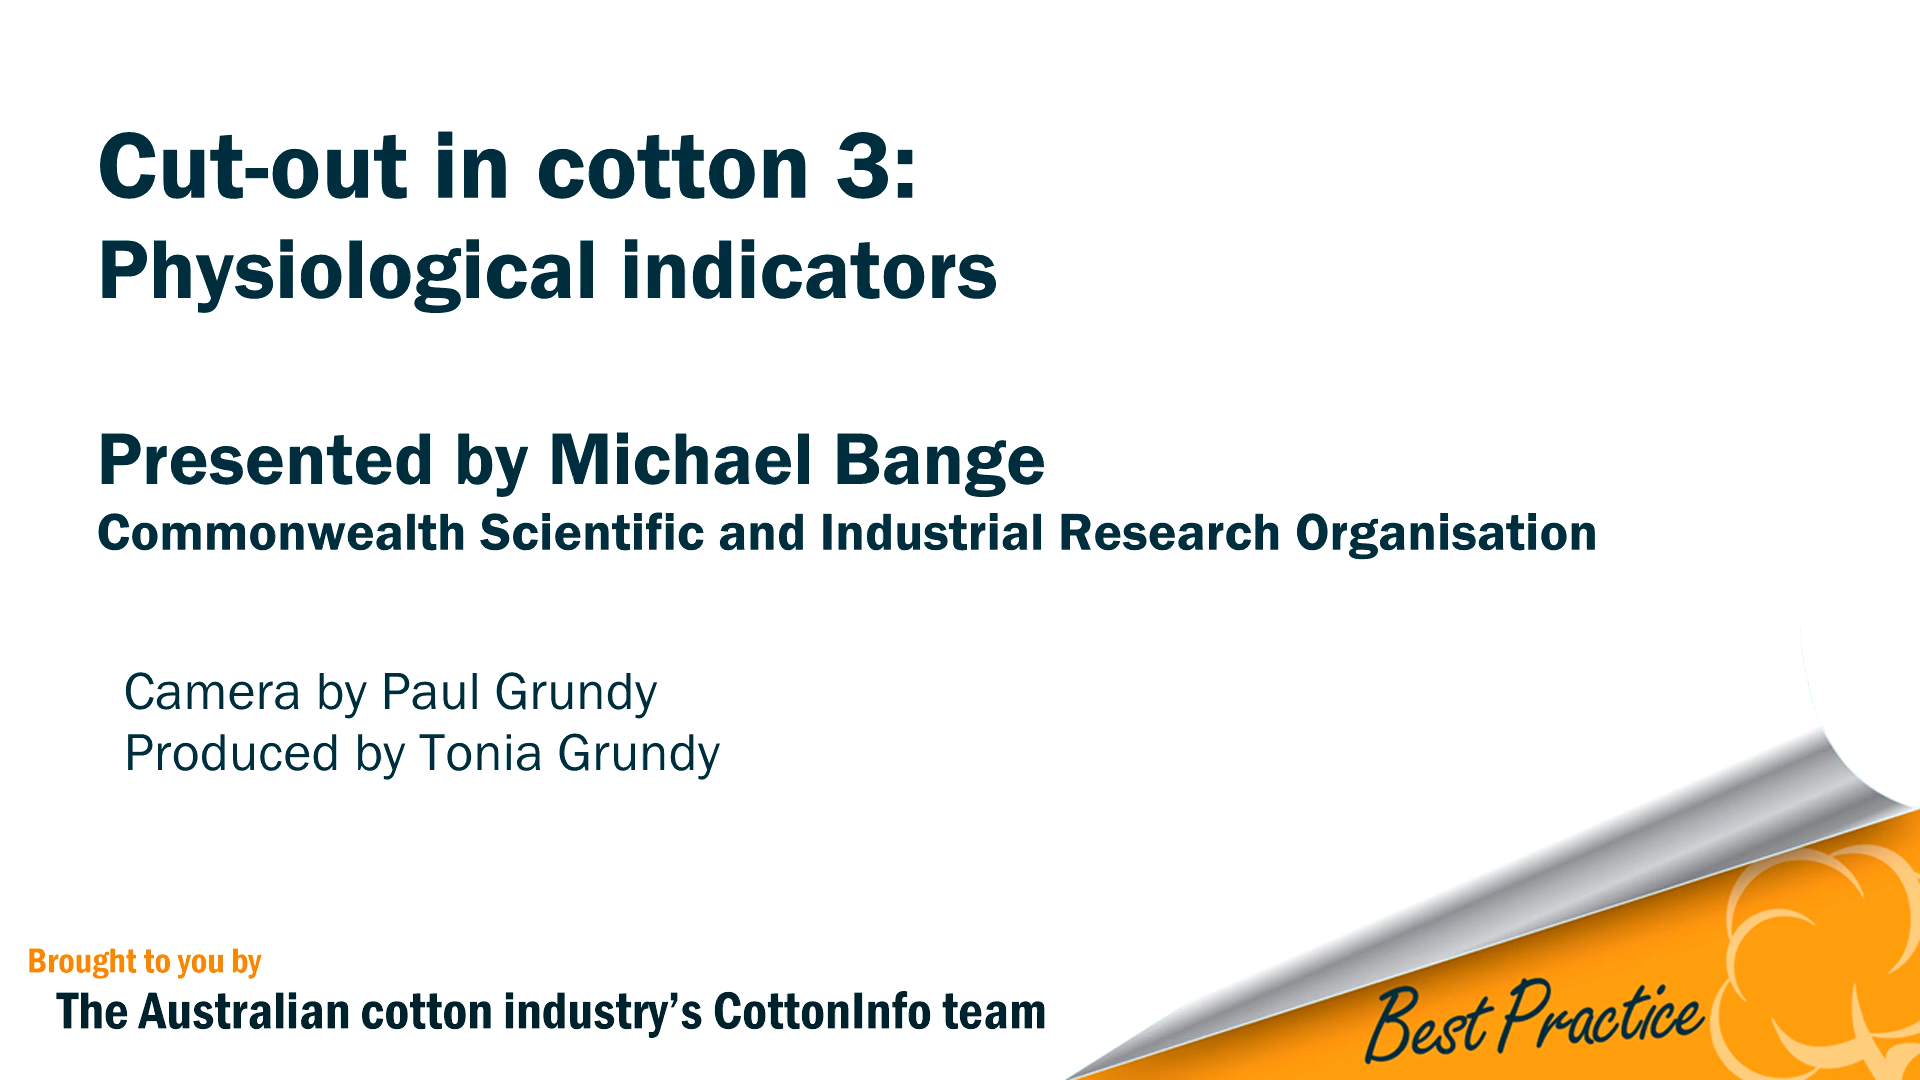 Cut-out in cotton 3:
Physiological indicators
Presented by Michael Bange
Commonwealth Scientific and Industrial Research Organisation
Camera by Paul Grundy
Produced by Tonia Grundy
Brought to you by
The Australian cotton industry’s CottonInfo team
Best Practice